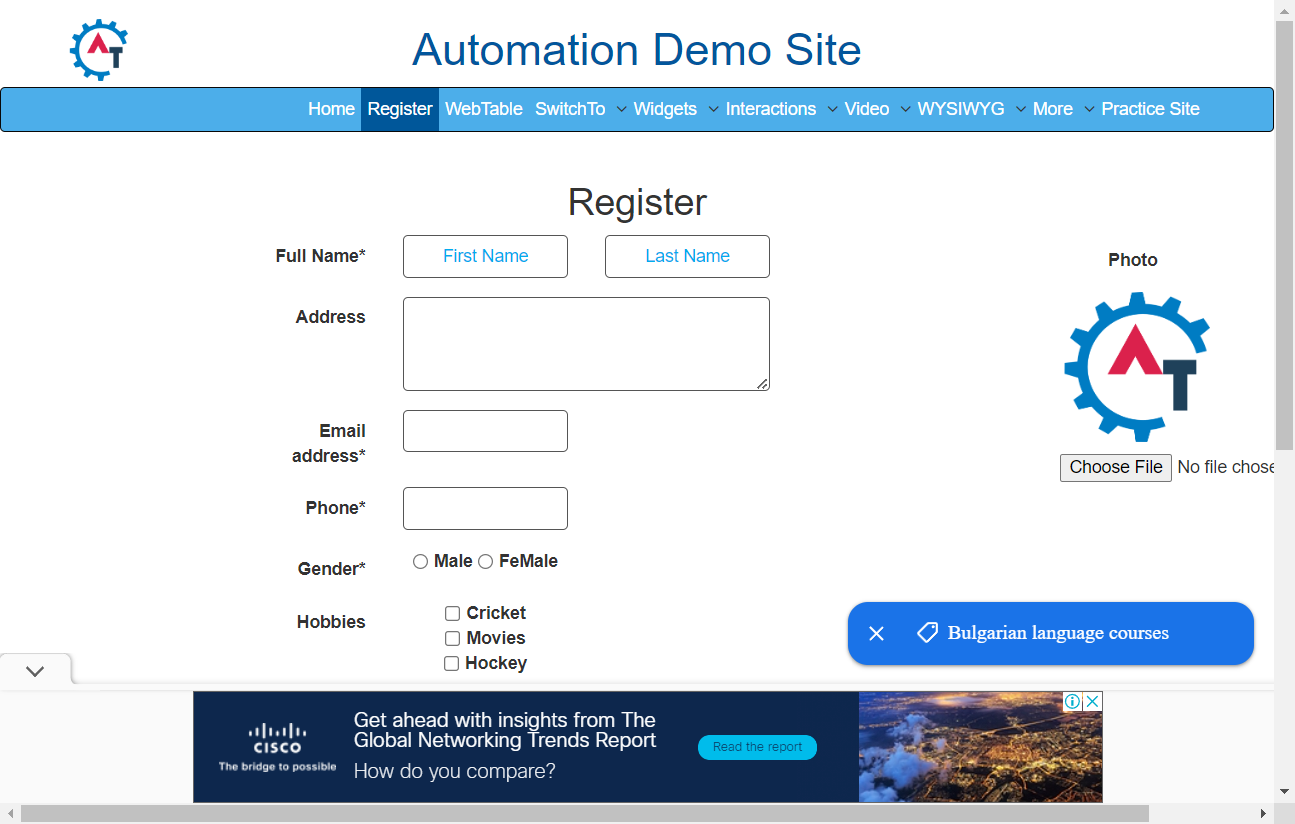 AT
Automation Demo Site
Home Register WebTable SwitchTo Widgets Interactions Video WYSIWYG More Practice Site
Register
Full Name* First Name Last Name
Photo
Address
AT
Email
address*
Choose File No file chose
Phone*
Gender* Male FeMale
Hobbies Cricket
Movies
Hockey
Bulgarian language courses
CISCO
The bridge to possible
Get ahead with insights from The
Global Networking Trends Report
How do you compare?
Read the report